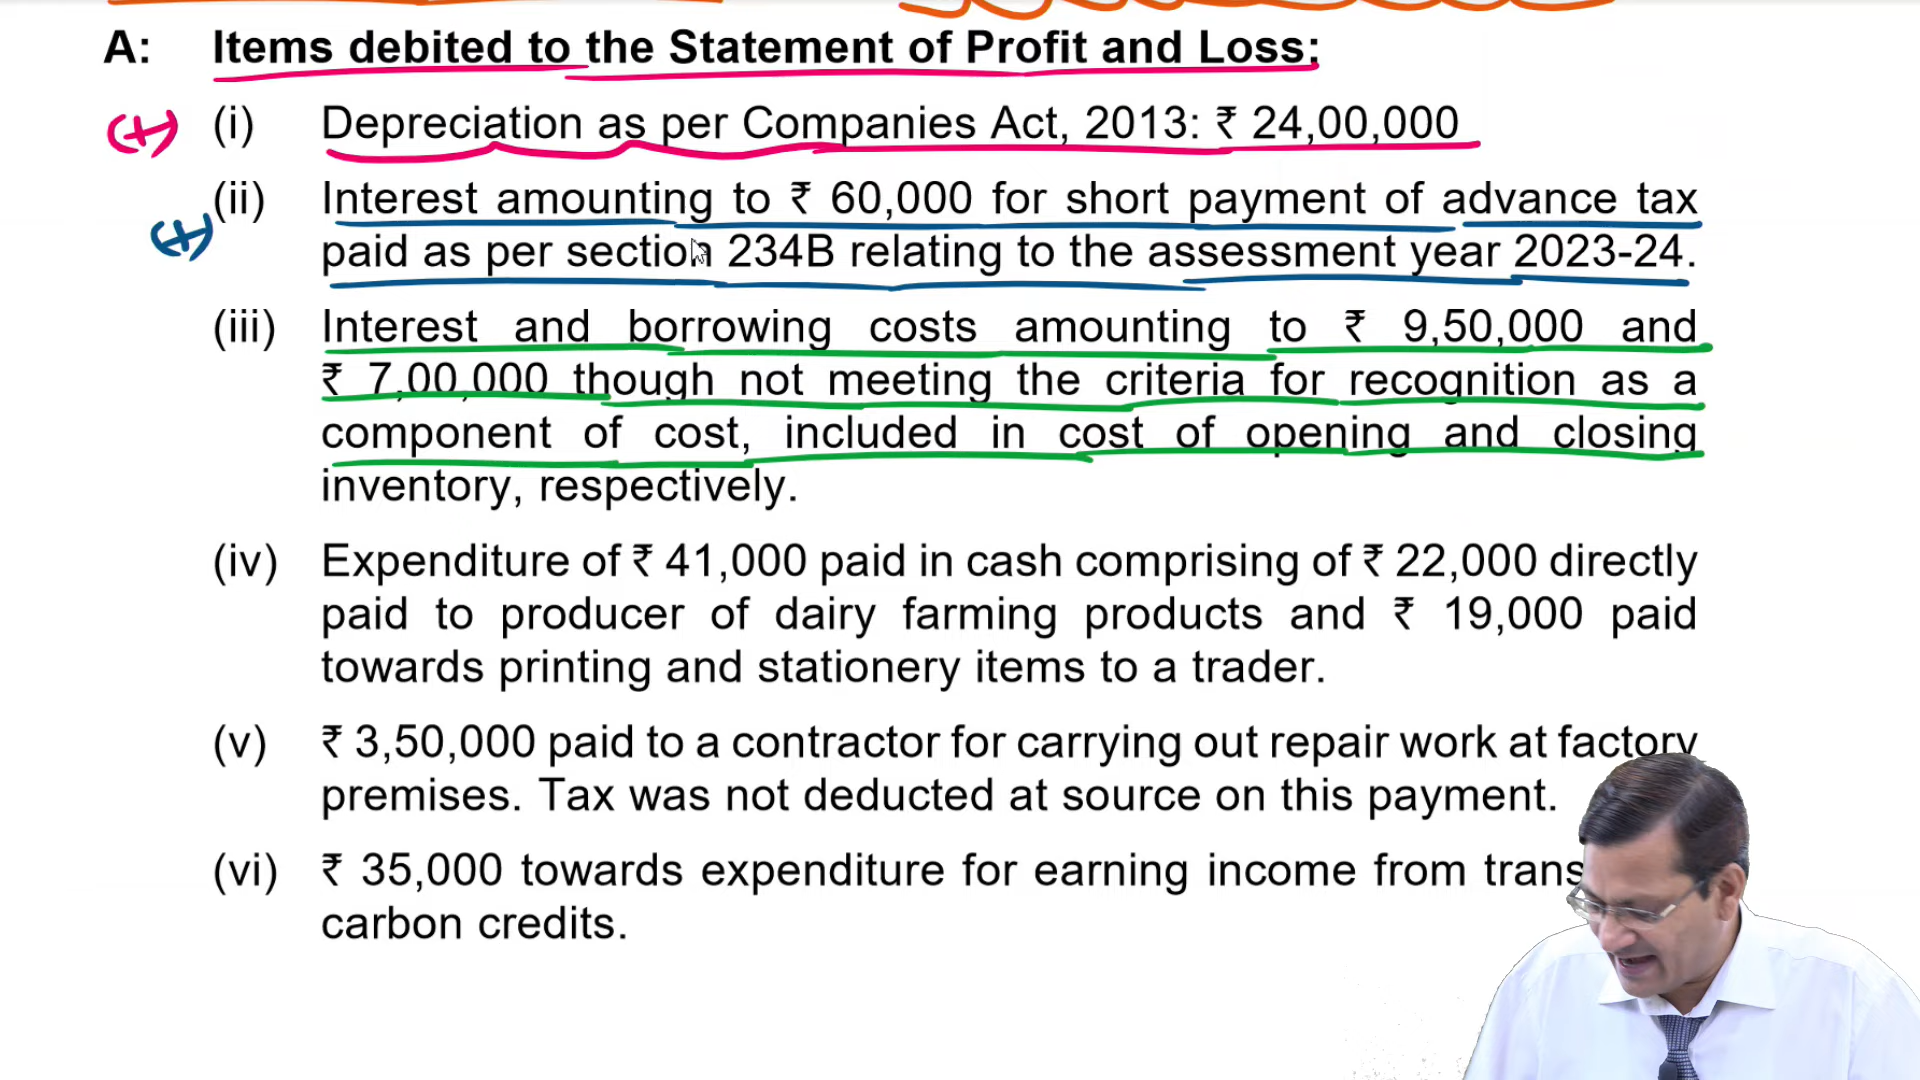 A: Items debited to the Statement of Profit and Loss:
(+) (i) Depreciation as per Companies Act, 2013: ₹ 24,00,000
(ii) Interest amounting to ₹ 60,000 for short payment of advance tax
(+) paid as per section 234B relating to the assessment year 2023-24.
(iii) Interest and borrowing costs amounting to ₹ 9,50,000 and
₹ 7,00,000 though not meeting the criteria for recognition as a
component of cost, included in cost of opening and closing
inventory, respectively.
(iv) Expenditure of ₹ 41,000 paid in cash comprising of ₹ 22,000 directly
paid to producer of dairy farming products and ₹ 19,000 paid
towards printing and stationery items to a trader.
(v) ₹ 3,50,000 paid to a contractor for carrying out repair work at factory
premises. Tax was not deducted at source on this payment.
(vi) ₹ 35,000 towards expenditure for earning income from
carbon credits.